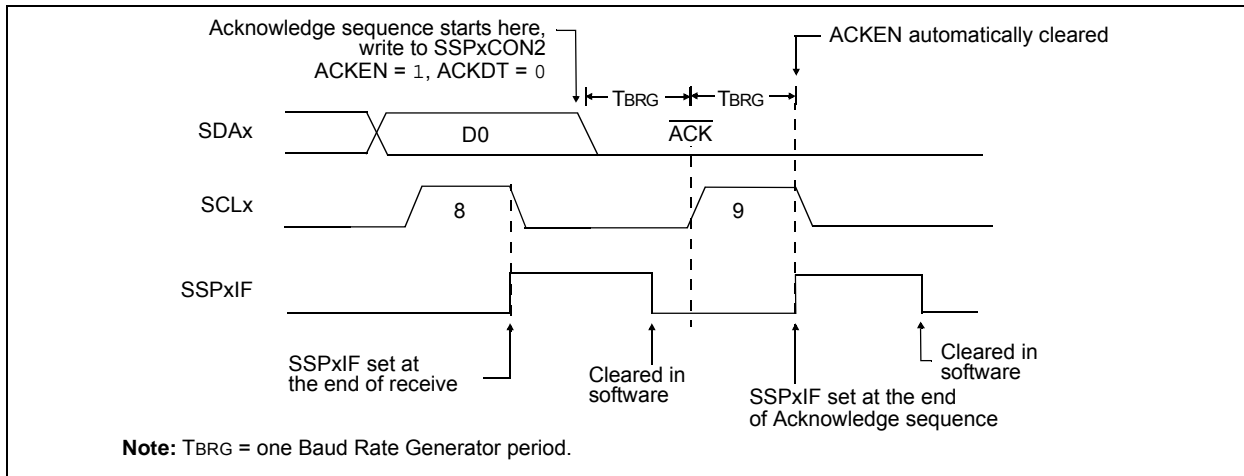 Acknowledge sequence starts here,
write to SSPxCON2
ACKEN = 1, ACKDT = 0
ACKEN automatically cleared
TBRG
TBRG
SDAx
D0
ACK
SCLx
8
9
SSPxIF
SSPxIF set at
the end of receive
Cleared in
software
SSPxIF set at the end
of Acknowledge sequence
Cleared in
software
Note: TBRG = one Baud Rate Generator period.